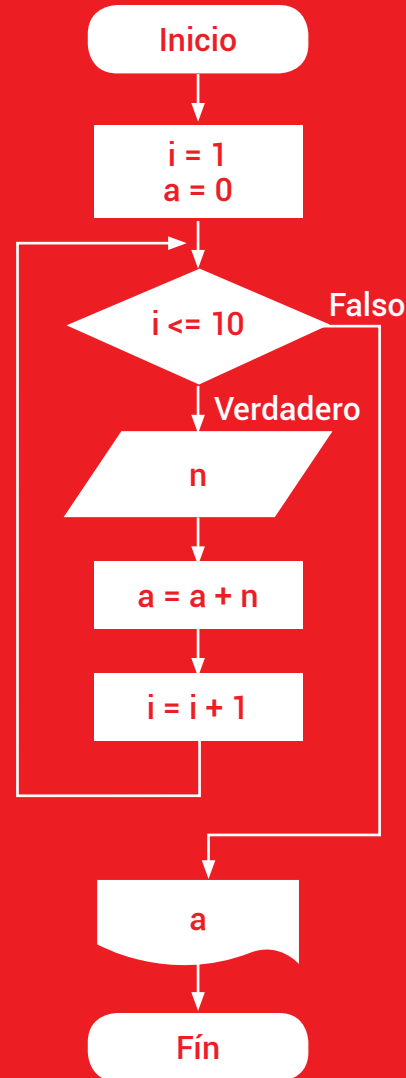 Inicio
i = 1
a = 0
i <= 10
Falso
Verdadero
n
a = a + n
i = i + 1
a
Fín